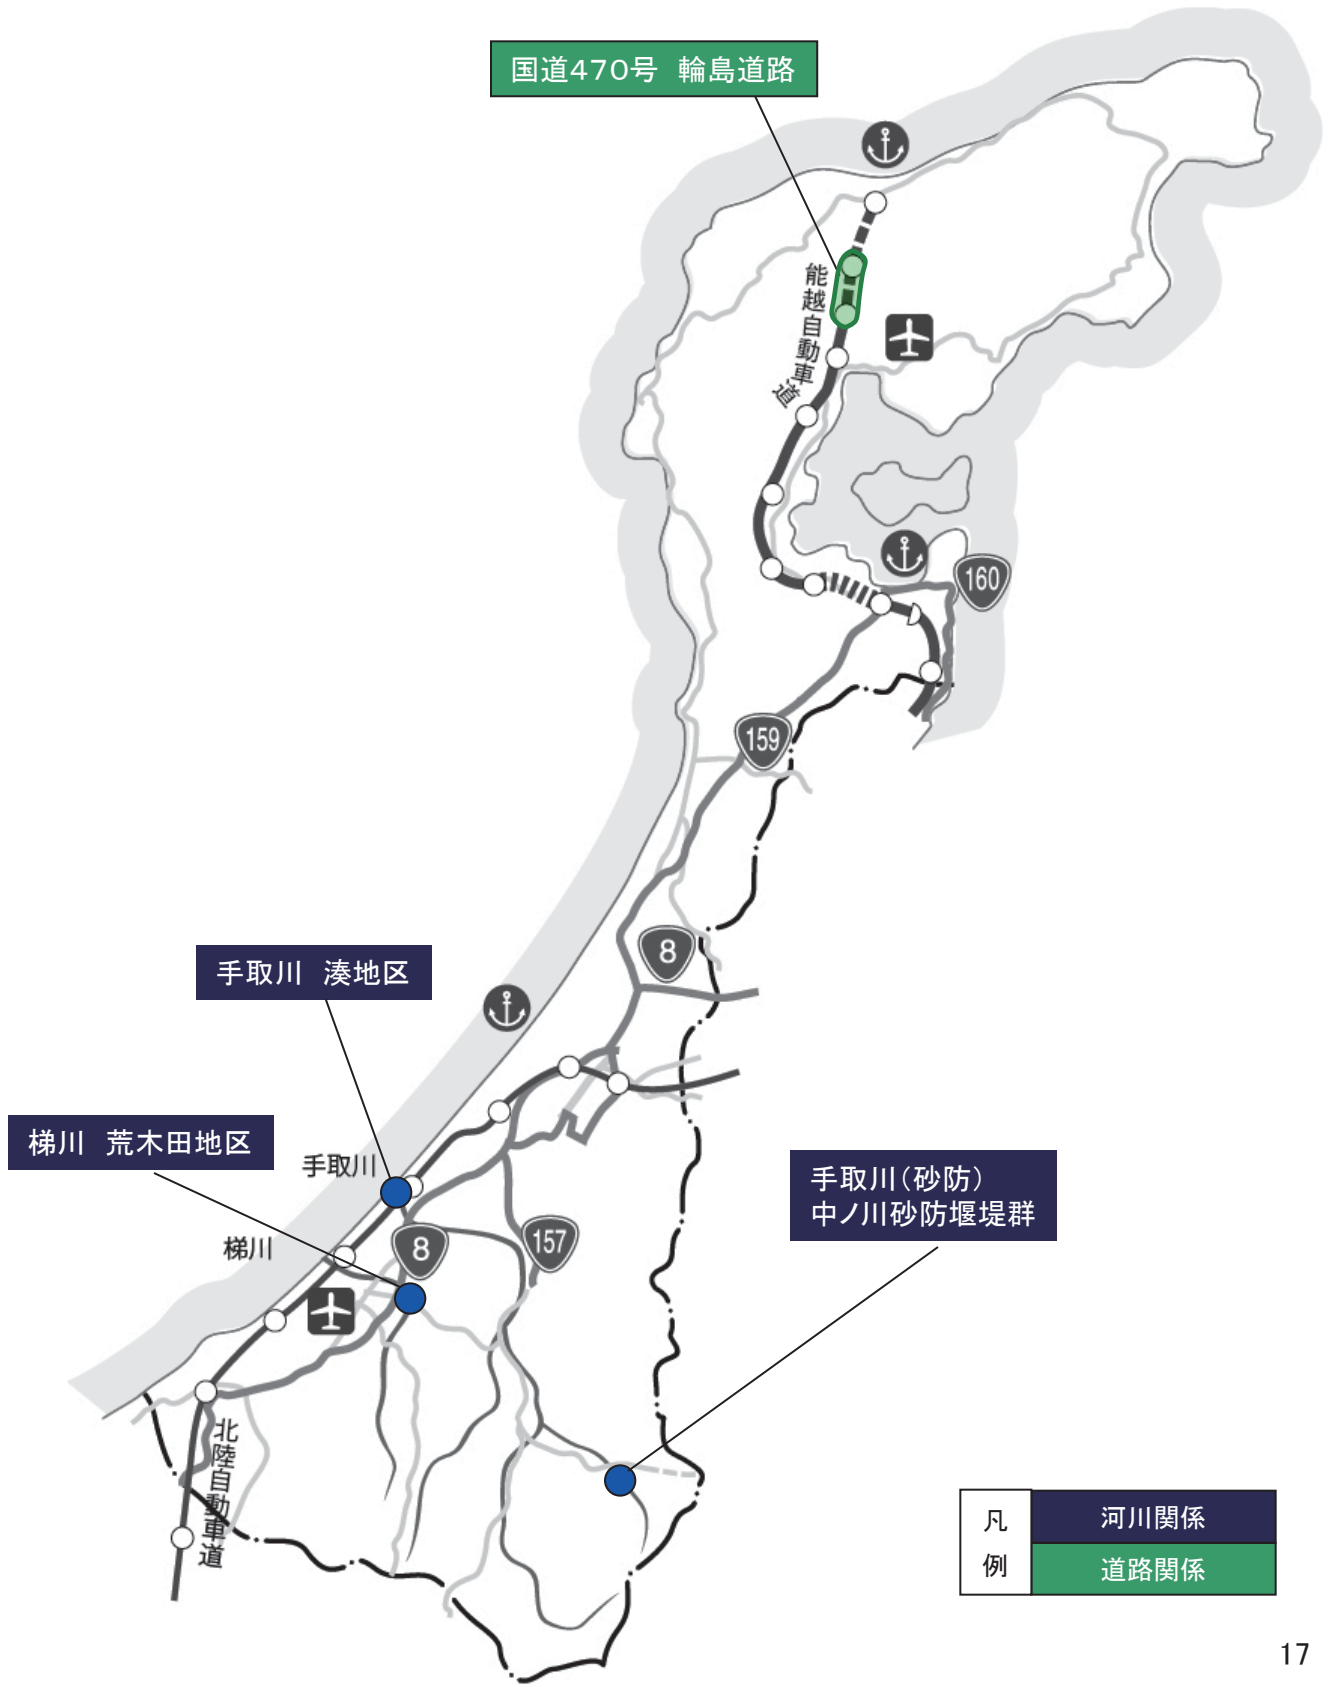 国道470号　輪島道路
能越自動車道
160
159
8
手取川　湊地区
梯川　荒木田地区
手取川
手取川（砂防）
中ノ川砂防堰堤群
梯川
8
157
北陸自動車道
凡例
河川関係
道路関係
17